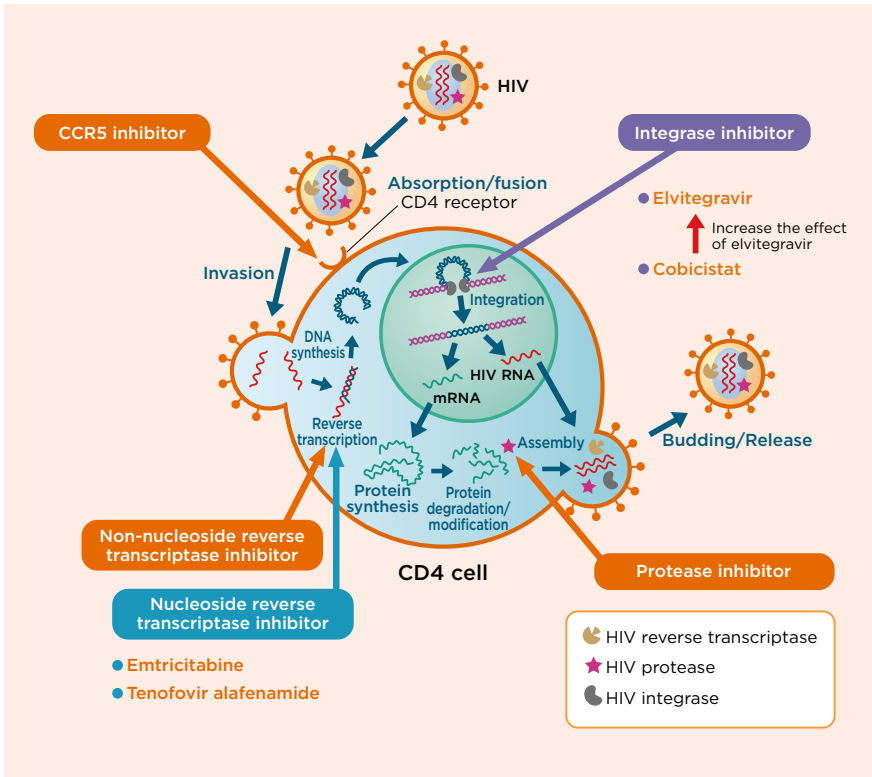 HIV
CCR5 inhibitor
Integrase inhibitor
Absorption/fusion
CD4 receptor
Elvitegravir
Increase the effect
of elvitegravir
Cobicistat
Invasion
Integration
DNA
synthesis
HIV RNA
mRNA
Reverse
transcription
Assembly
Budding/Release
Protein
synthesis
Protein
degradation/
modification
Non-nucleoside reverse
transcriptase inhibitor
CD4 cell
Protease inhibitor
Nucleoside reverse
transcriptase inhibitor
Emtricitabine
Tenofovir alafenamide
HIV reverse transcriptase
HIV protease
HIV integrase